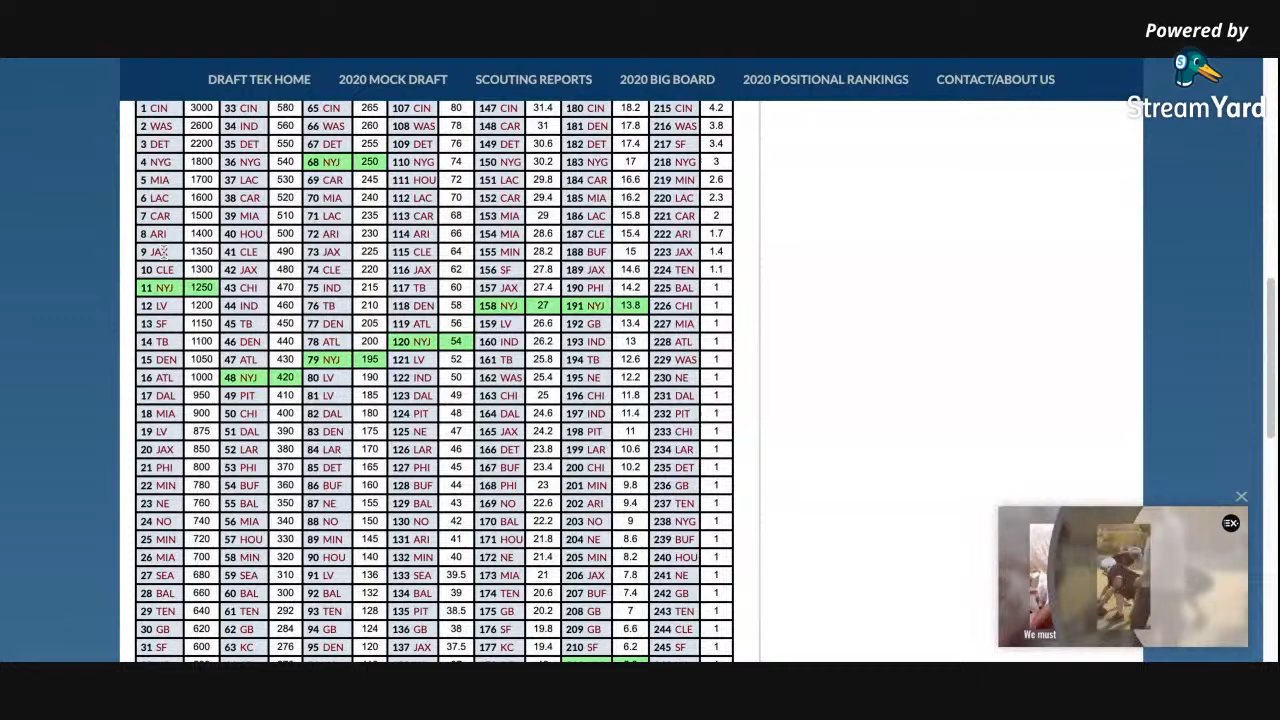 Powered by
StreamYard
DRAFT TEK HOME 2020 MOCK DRAFT SCOUTING REPORTS 2020 BIG BOARD 2020 POSITIONAL RANKINGS CONTACT/ABOUT US
1 CIN 3000 33 CIN 580 65 CIN 265 107 CIN 80 147 CIN 31.4 180 CIN 18.2 215 CIN 4.2
2 WAS 2600 34 IND 560 66 WAS 260 108 WAS 78 148 CAR 31 181 DEN 17.8 216 WAS 3.8
3 DET 2200 35 DET 550 67 DET 255 109 DET 76 149 DET 30.6 182 DET 17.4 217 SF 3.4
4 NYG 1800 36 NYG 540 68 NYJ 250 110 NYG 74 150 NYG 30.2 183 NYG 17 218 NYG 3
5 MIA 1700 37 LAC 530 69 CAR 245 111 HOU 72 151 LAC 29.8 184 CAR 16.6 219 MIN 2.6
6 LAC 1600 38 CAR 520 70 MIA 240 112 LAC 70 152 CAR 29.4 185 MIA 16.2 220 LAC 2.3
7 CAR 1500 39 MIA 510 71 LAC 235 113 CAR 68 153 MIA 29 186 LAC 15.8 221 CAR 2
8 ARI 1400 40 HOU 500 72 ARI 230 114 ARI 66 154 MIA 28.6 187 CLE 15.4 222 ARI 1.7
9 JAX 1350 41 CLE 490 73 JAX 225 115 CLE 64 155 MIN 28.2 188 BUF 15 223 JAX 1.4
10 CLE 1300 42 JAX 480 74 CLE 220 116 JAX 62 156 SF 27.8 189 JAX 14.6 224 TEN 1.1
11 NYJ 1250 43 CHI 470 75 IND 215 117 TB 60 157 JAX 27.4 190 PHI 14.2 225 BAL 1
12 LV 1200 44 IND 460 76 TB 210 118 DEN 58 158 NYJ 27 191 NYJ 13.8 226 CHI 1
13 SF 1150 45 TB 450 77 DEN 205 119 ATL 56 159 LV 26.6 192 GB 13.4 227 MIA 1
14 TB 1100 46 DEN 440 78 ATL 200 120 NYJ 54 160 IND 26.2 193 IND 13 228 ATL 1
15 DEN 1050 47 ATL 430 79 NYJ 195 121 LV 52 161 TB 25.8 194 TB 12.6 229 WAS 1
16 ATL 1000 48 NYJ 420 80 LV 190 122 IND 50 162 WAS 25.4 195 NE 12.2 230 NE 1
17 DAL 950 49 PIT 410 81 LV 185 123 DAL 49 163 CHI 25 196 CHI 11.8 231 DAL 1
18 MIA 900 50 CHI 400 82 DAL 180 124 PIT 48 164 DAL 24.6 197 IND 11.4 232 PIT 1
19 LV 875 51 DAL 390 83 DEN 175 125 NE 47 165 JAX 24.2 198 PIT 11 233 CHI 1
20 JAX 850 52 LAR 380 84 LAR 170 126 LAR 46 166 DET 23.8 199 LAR 10.6 234 LAR 1
21 PHI 800 53 PHI 370 85 DET 165 127 PHI 45 167 BUF 23.4 200 CHI 10.2 235 DET 1
22 MIN 780 54 BUF 360 86 BUF 160 128 BUF 44 168 PHI 23 201 MIN 9.8 236 GB 1
23 NE 760 55 BAL 350 87 NE 155 129 BAL 43 169 NO 22.6 202 ARI 9.4 237 TEN 1
24 NO 740 56 MIA 340 88 NO 150 130 NO 42 170 BAL 22.2 203 NO 9 238 NYG 1
25 MIN 720 57 HOU 330 89 MIN 145 131 ARI 41 171 HOU 21.8 204 NE 8.6 239 BUF 1
26 MIA 700 58 MIN 320 90 HOU 140 132 MIN 40 172 NE 21.4 205 MIN 8.2 240 HOU 1
27 SEA 680 59 SEA 310 91 LV 136 133 SEA 39.5 173 MIA 21 206 JAX 7.8 241 NE 1
28 BAL 660 60 BAL 300 92 BAL 132 134 BAL 39 174 TEN 20.6 207 BUF 7.4 242 GB 1
29 TEN 640 61 TEN 292 93 TEN 128 135 PIT 38.5 175 GB 20.2 208 GB 7 243 TEN 1
30 GB 620 62 GB 284 94 GB 124 136 GB 38 176 SF 19.8 209 GB 6.6 244 CLE 1
31 SF 600 63 KC 276 95 DEN 120 137 JAX 37.5 177 KC 19.4 210 SF 6.2 245 SF 1
EX
We must